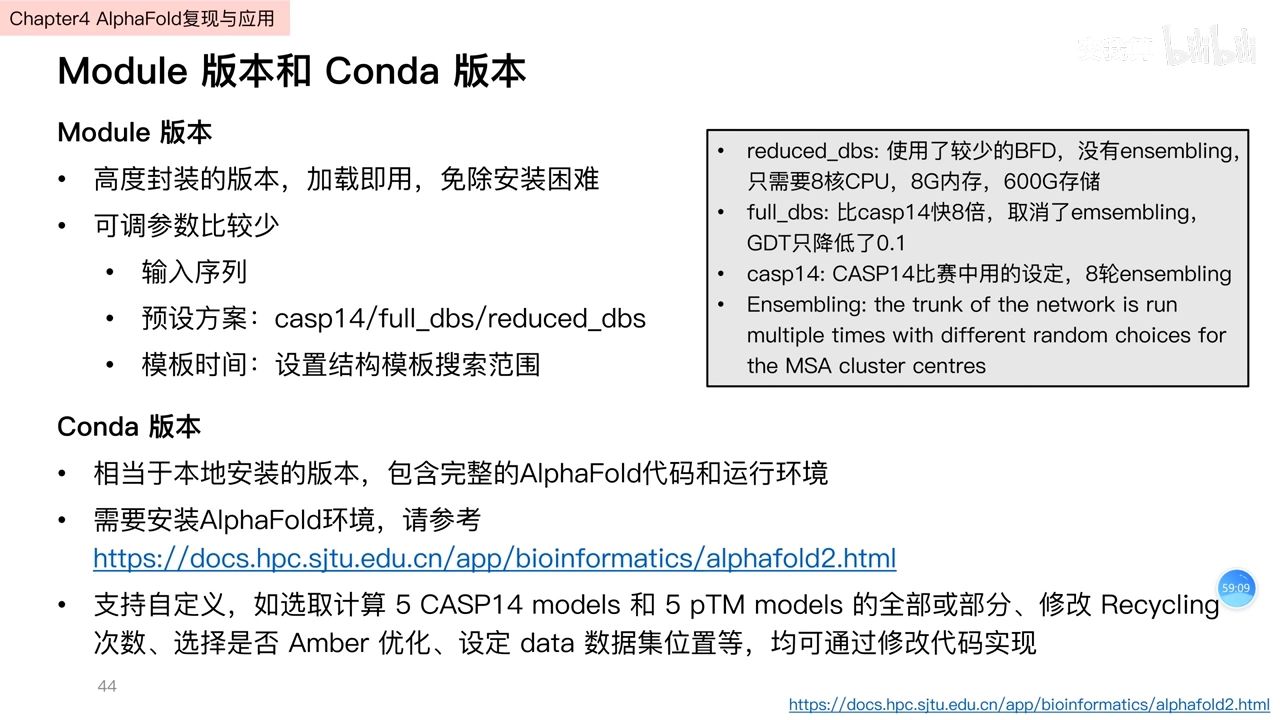 Chapter4 AlphaFold复现与应用
Module 版本和 Conda 版本
Module 版本
• 高度封装的版本，加载即用，免除安装困难
• 可调参数比较少
• 输入序列
• 预设方案：casp14/full_dbs/reduced_dbs
• 模板时间：设置结构模板搜索范围
• reduced_dbs: 使用了较少的BFD，没有ensembling，
只需要8核CPU，8G内存，600G存储
• full_dbs: 比casp14快8倍，取消了emsembling，
GDT只降低了0.1
• casp14: CASP14比赛中用的设定，8轮ensembling
• Ensembling: the trunk of the network is run
multiple times with different random choices for
the MSA cluster centres
Conda 版本
• 相当于本地安装的版本，包含完整的AlphaFold代码和运行环境
• 需要安装AlphaFold环境，请参考
https://docs.hpc.sjtu.edu.cn/app/bioinformatics/alphafold2.html
• 支持自定义，如选取计算 5 CASP14 models 和 5 pTM models 的全部或部分、修改 Recycling
次数、选择是否 Amber 优化、设定 data 数据集位置等，均可通过修改代码实现
59:09
44
https://docs.hpc.sjtu.edu.cn/app/bioinformatics/alphafold2.html
bilibili